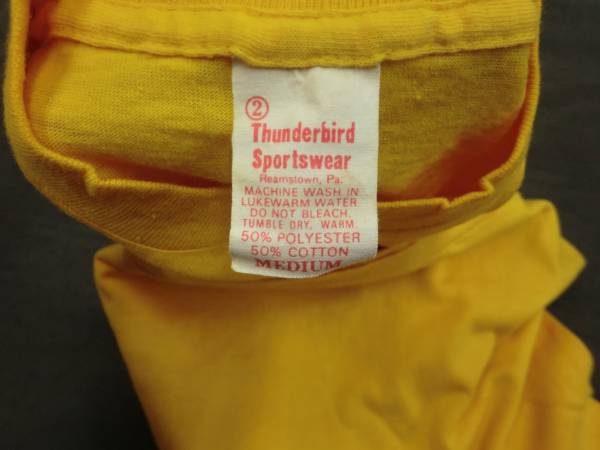 ②
Thunderbird
Sportswear
Reamstown, Pa.
MACHINE WASH IN
LUKEWARM WATER.
DO NOT BLEACH.
TUMBLE DRY, WARM.
50% POLYESTER
50% COTTON
MEDIUM